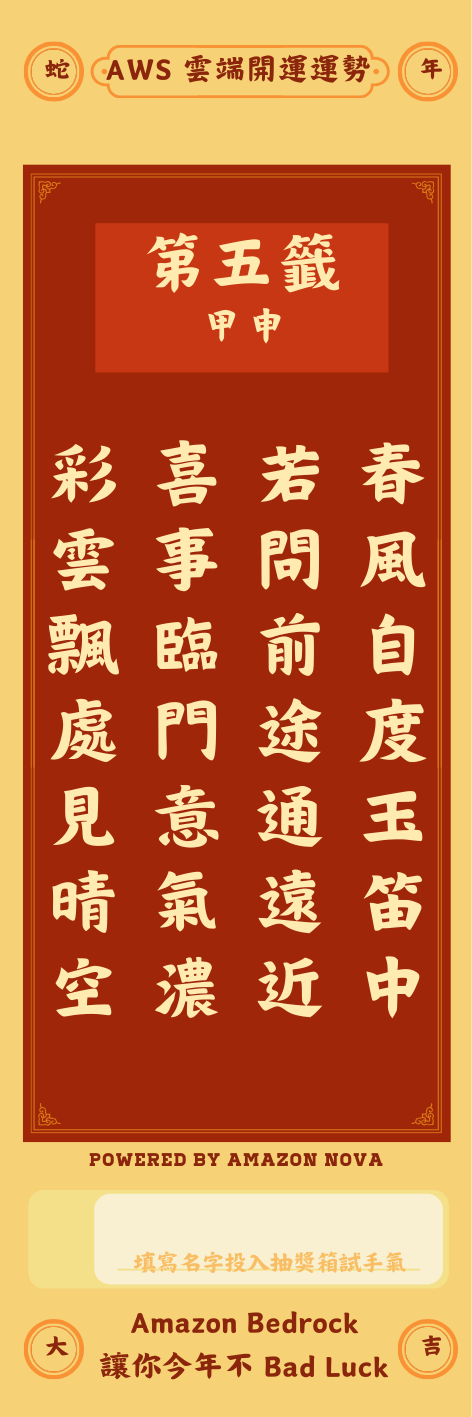 蛇
AWS 雲端開運運勢
年
第五籤
甲申
春風自度玉笛中
若問前途通遠近
喜事臨門意氣濃
彩雲飄處見晴空
POWERED BY AMAZON NOVA
填寫名字投入抽獎箱試手氣
大
Amazon Bedrock
讓你今年不 Bad Luck
吉